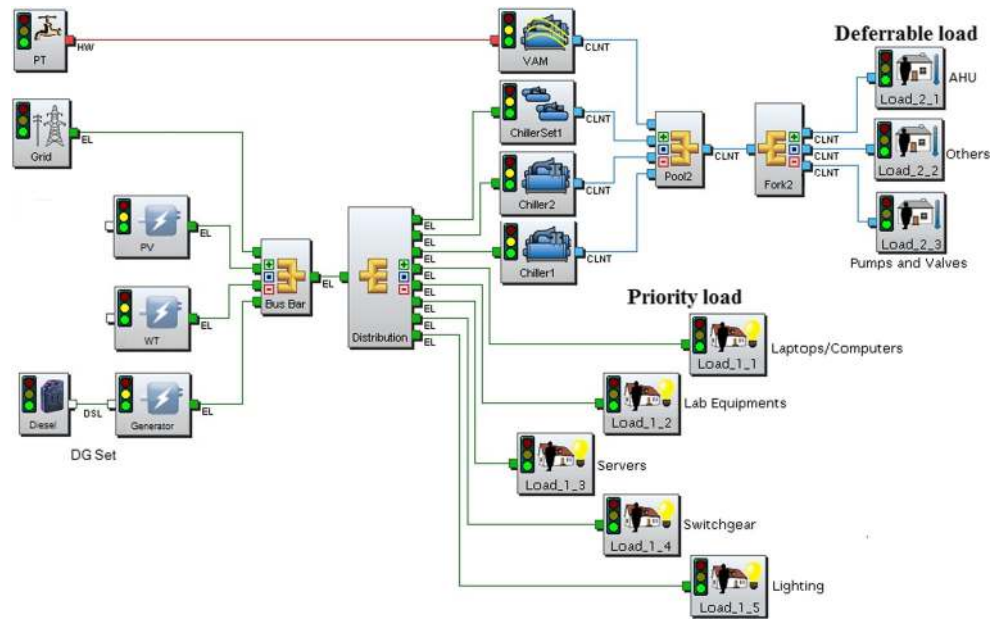 PT
HW
VAM
CLNT
Deferrable load
Load_2_1
AHU
Grid
EL
ChillerSet1
CLNT
EL
Chiller2
CLNT
Pool2
CLNT
Fork2
CLNT
CLNT
CLNT
Load_2_2
Others
Load_2_3
Pumps and Valves
PV
EL
Bus Bar
EL
Distribution
EL
EL
EL
EL
EL
EL
EL
Chiller1
CLNT
WT
EL
Priority load
Load_1_1
Laptops/Computers
Diesel
DSL
Generator
EL
DG Set
Load_1_2
Lab Equipments
Load_1_3
Servers
Load_1_4
Switchgear
Load_1_5
Lighting